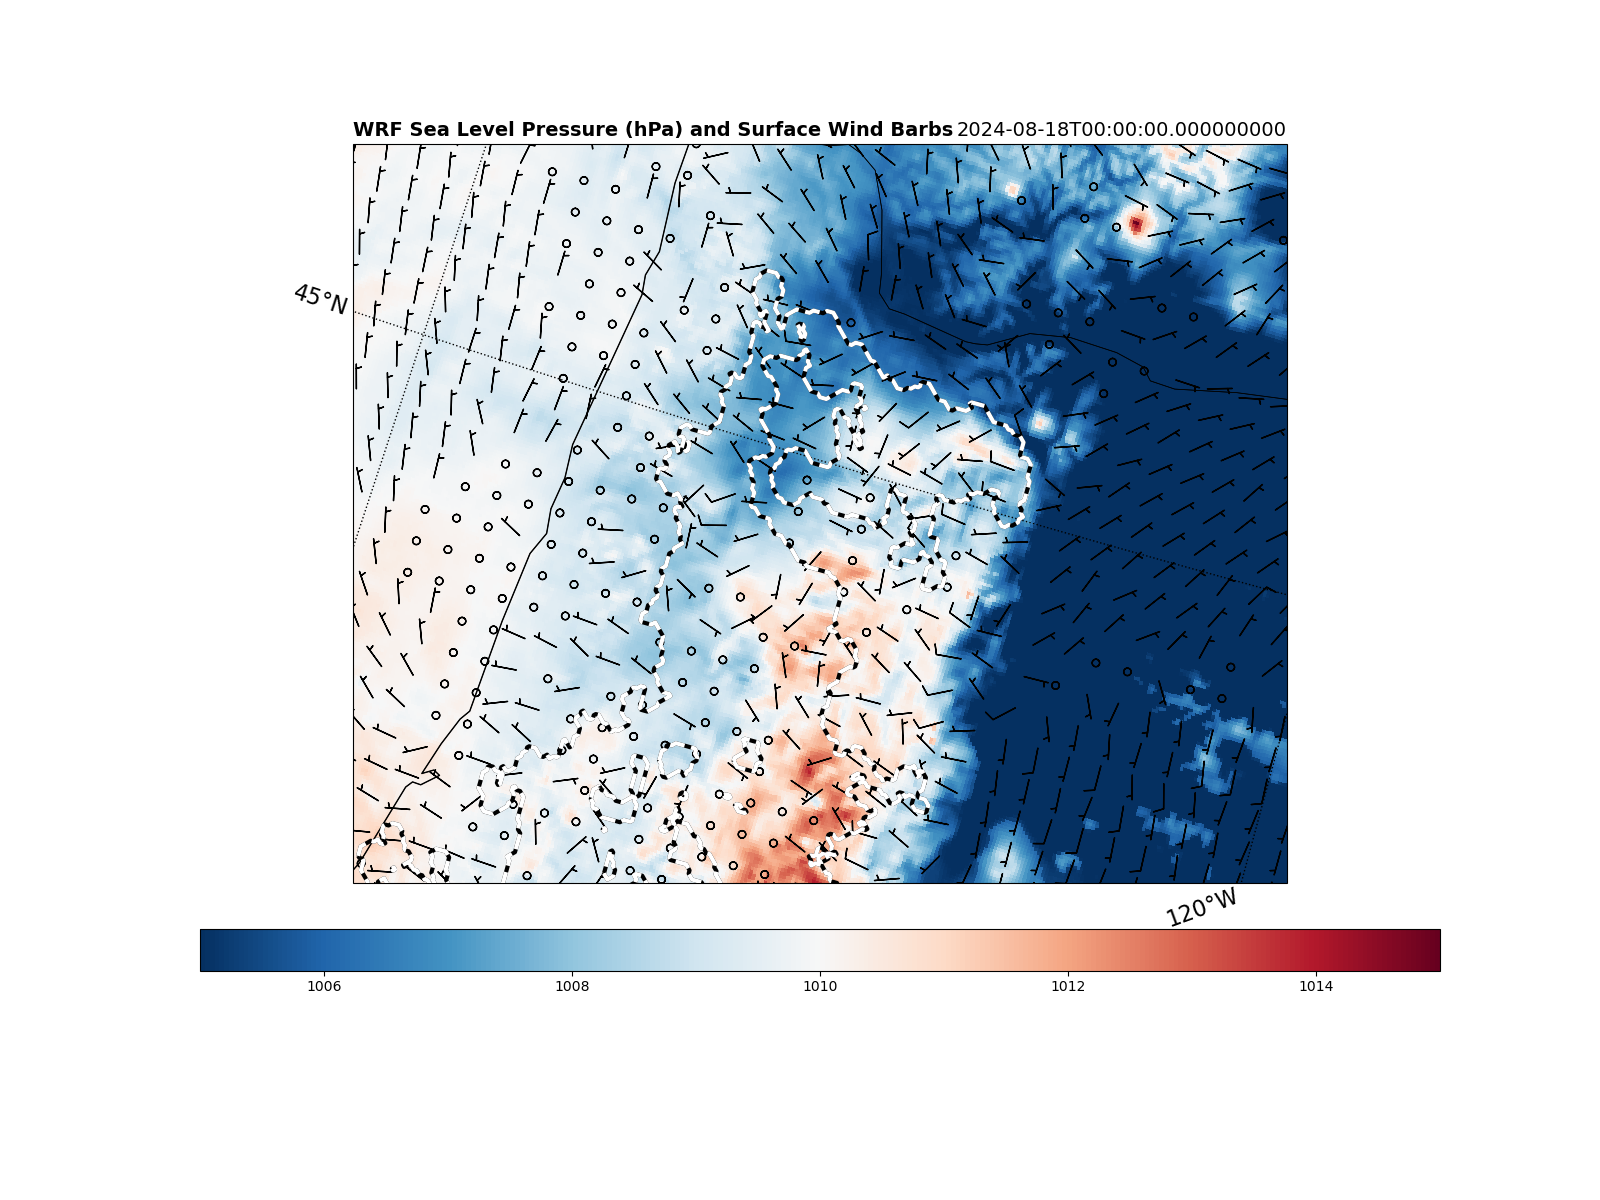 WRF Sea Level Pressure (hPa) and Surface Wind Barbs 2024-08-18T00:00:00.000000000
45°N
120°W
1006 1008 1010 1012 1014